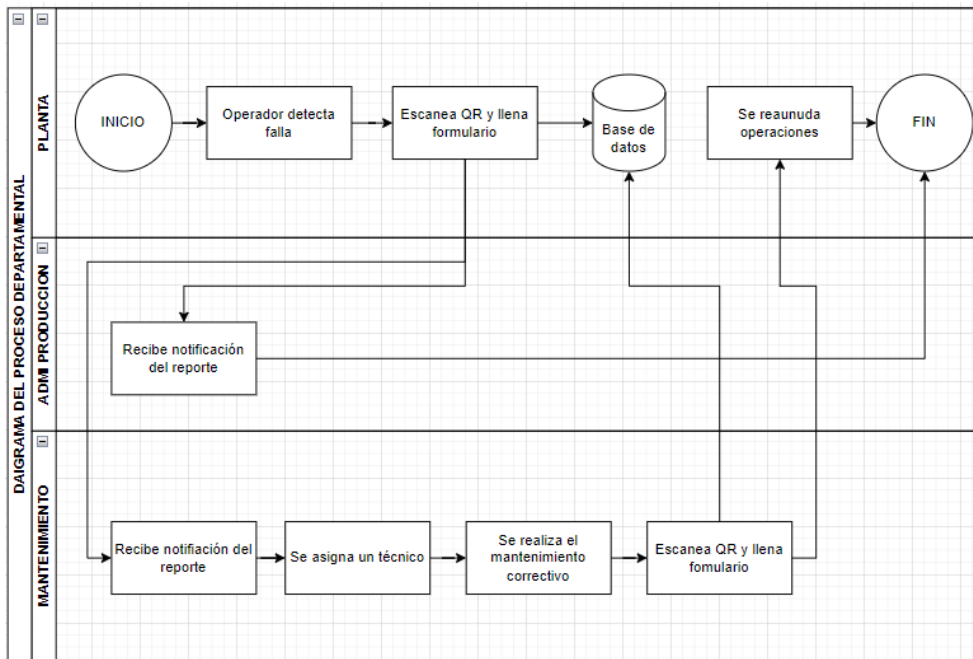 DAIGRAMA DEL PROCESO DEPARTAMENTAL
PLANTA
INICIO
Operador detecta
falla
Escanea QR y llena
formulario
Base de
datos
Se reaunuda
operaciones
FIN
ADMI PRODUCCION
Recibe notificación
del reporte
MANTENIMIENTO
Recibe notifiación del
reporte
Se asigna un técnico
Se realiza el
mantenimiento
correctivo
Escanea QR y llena
fomulario